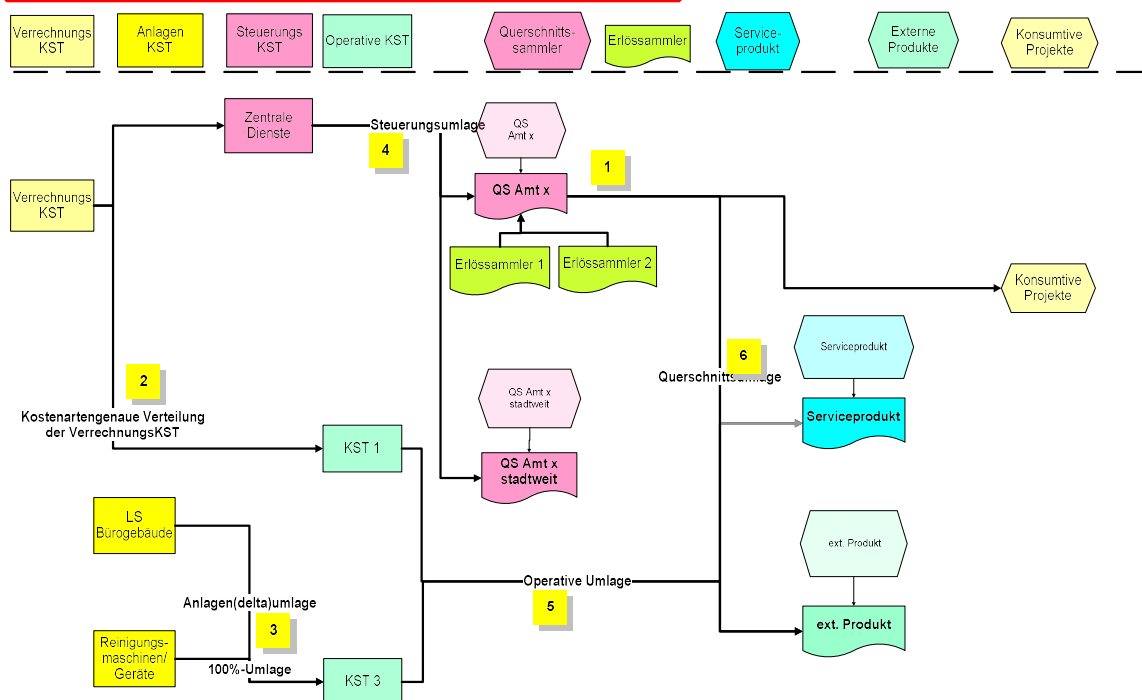 Verrechnungs
KST
Anlagen
KST
Steuerungs
KST
Operative KST
Querschnitts-
sammler
Erlössammler
Service-
produkt
Externe
Produkte
Konsumtive
Projekte
Zentrale
Dienste
Steuerungsumlage
4
QS
Amt x
1
QS Amt x
Verrechnungs
KST
Erlössammler 1
Erlössammler 2
Konsumtive
Projekte
Serviceprodukt
6
Querschnittsumlage
2
Kostenartengenaue Verteilung
der VerrechnungsKST
QS Amt x
stadtweit
Serviceprodukt
KST 1
QS Amt x
stadtweit
LS
Bürogebäude
ext. Produkt
Operative Umlage
5
Anlagen(delta)umlage
3
ext. Produkt
Reinigungs-
maschinen/
Geräte
100%-Umlage
KST 3